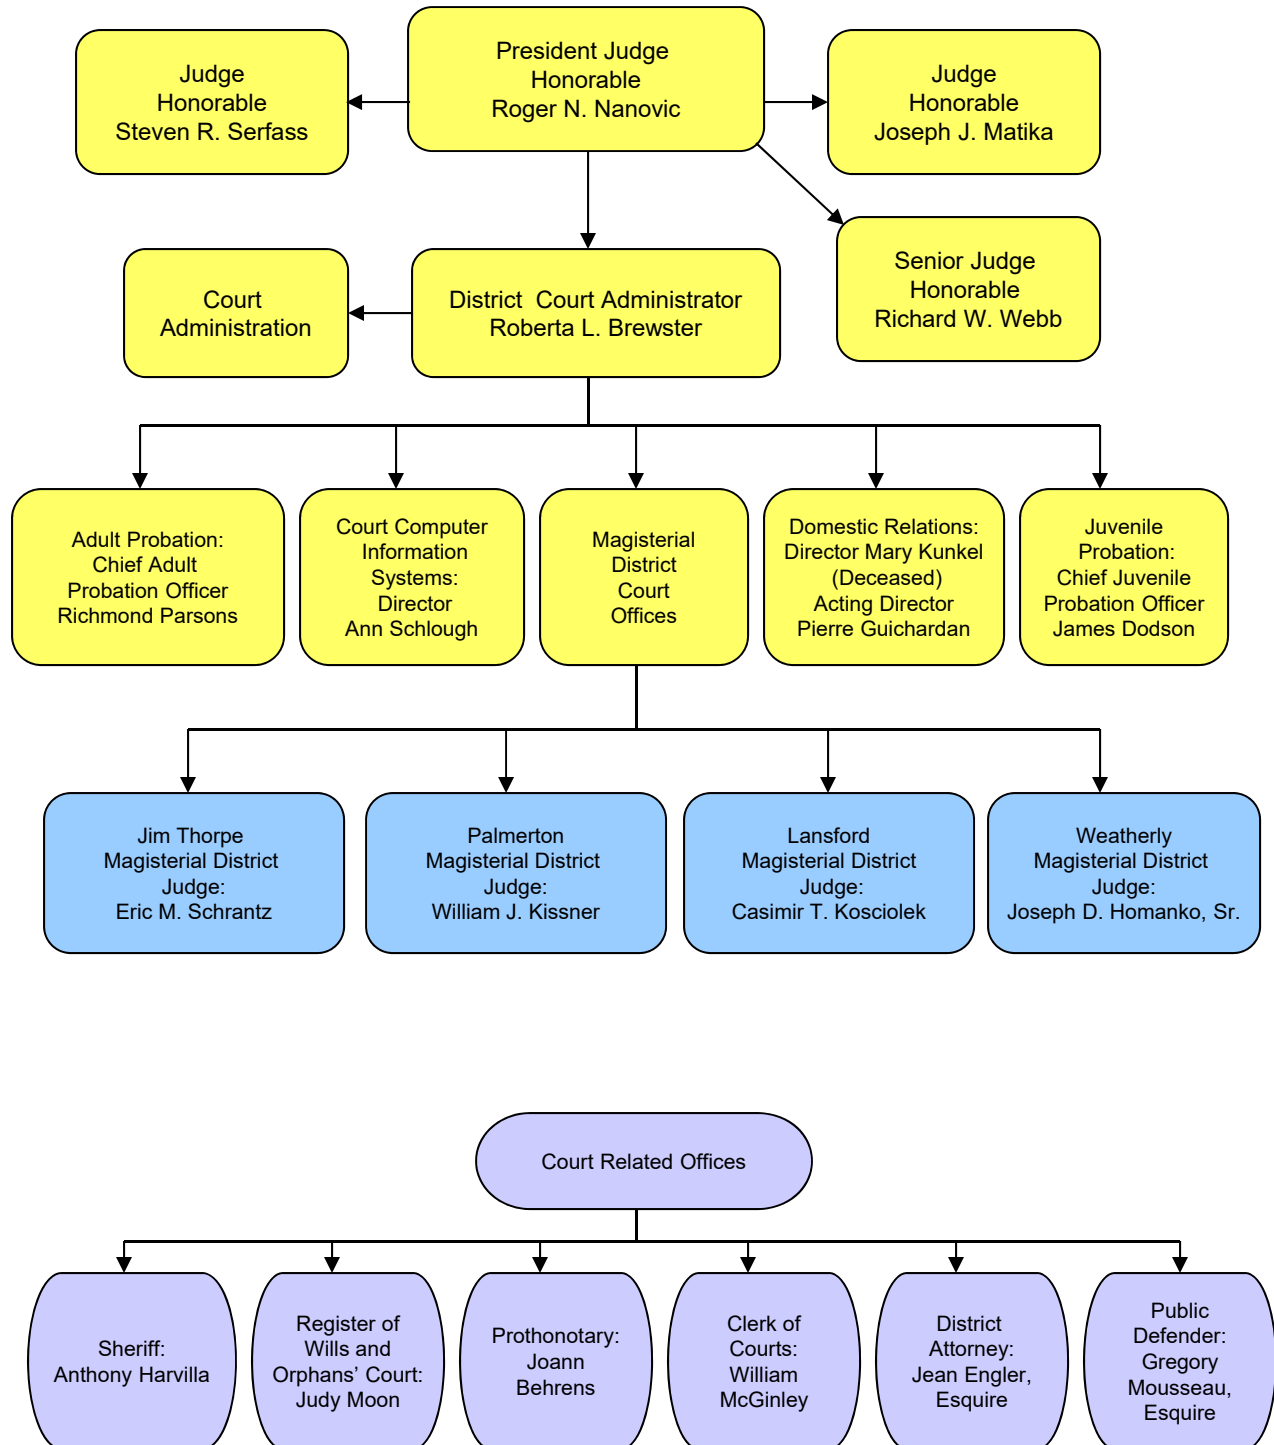 President Judge
Honorable
Roger N. Nanovic
Judge
Honorable
Steven R. Serfass
Judge
Honorable
Joseph J. Matika
Senior Judge
Honorable
Richard W. Webb
Court
Administration
District Court Administrator
Roberta L. Brewster
Adult Probation:
Chief Adult
Probation Officer
Richmond Parsons
Court Computer
Information
Systems:
Director
Ann Schlough
Magisterial
District
Court
Offices
Domestic Relations:
Director Mary Kunkel
(Deceased)
Acting Director
Pierre Guichardan
Juvenile
Probation:
Chief Juvenile
Probation Officer
James Dodson
Jim Thorpe
Magisterial District
Judge:
Eric M. Schrantz
Palmerton
Magisterial District
Judge:
William J. Kissner
Lansford
Magisterial District
Judge:
Casimir T. Kosciolek
Weatherly
Magisterial District
Judge:
Joseph D. Homanko, Sr.
Court Related Offices
Sheriff:
Anthony Harvilla
Register of
Wills and
Orphans’ Court:
Judy Moon
Prothonotary:
Joann
Behrens
Clerk of
Courts:
William
McGinley
District
Attorney:
Jean Engler,
Esquire
Public
Defender:
Gregory
Mousseau,
Esquire